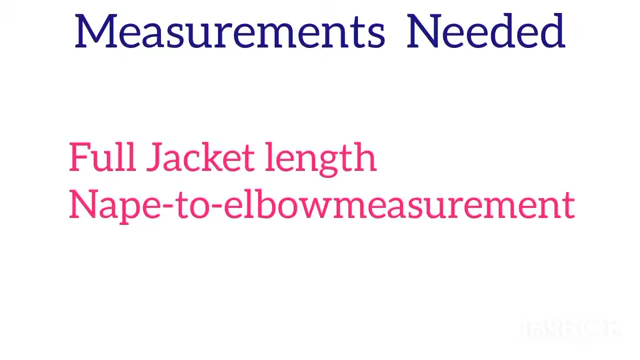 Measurements Needed
Full Jacket length
Nape-to-elbowmeasurement